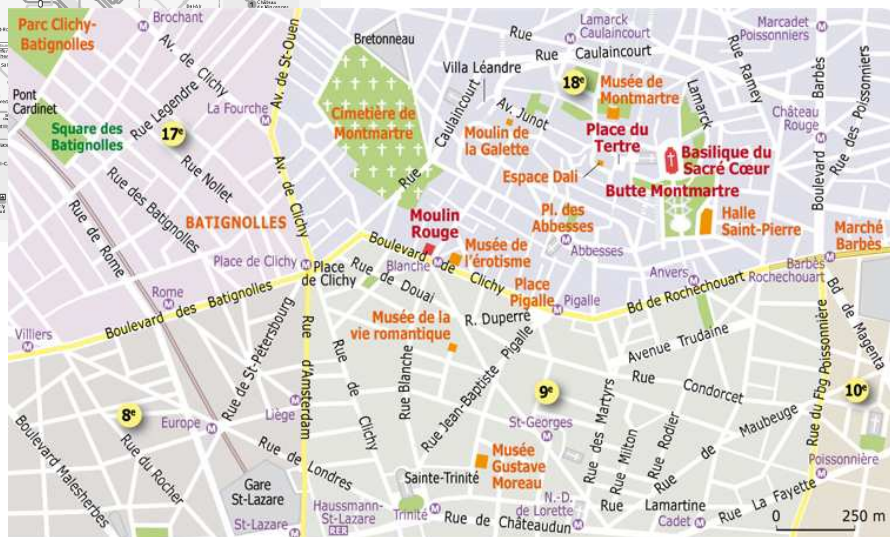 Parc Clichy-
Batignolles
Brochant
Av. de Clichy
Av. de St-Ouen
Bretonneau
Rue
Lamarck
Caulaincourt
Rue Caulaincourt
Marcadet
Poissonniers
Rue Ramey
Barbès
Rue des Poissonniers
Pont
Cardinet
Rue Legendre
La Fourche
Villa Léandre
18e
Musée de
Montmartre
Lamarck
Château
Rouge
Square des
Batignolles
17e
Cimetière de
Montmartre
Caulaincourt
Rue
Av. Junot
Moulin de
la Galette
Place du
Tertre
Basilique du
Sacré Cœur
Espace Dali
Butte Montmartre
Boulevard
Rue Nollet
Rue des Batignolles
Av. de Clichy
BATIGNOLLES
Rue de Rome
Moulin
Rouge
Pl. des
Abbesses
Abbesses
Halle
Saint-Pierre
Marché
Barbès
Place de Clichy
Place
de Clichy
Boulevard de Clichy
Blanche
Musée de
l'érotisme
Place
Pigalle
Pigalle
Anvers
Barbès
Rochechouart
Bd de Rochechouart
Bd de Magenta
Rome
Boulevard des Batignolles
Villiers
Rue de Douai
Musée de la
vie romantique
R. Duperré
Avenue Trudaine
Rue de St-Pétersbourg
Rue d'Amsterdam
Rue de Clichy
Rue Blanche
Rue Jean-Baptiste Pigalle
9e
Rue Condorcet
Rue du Fbg Poissonnière
10e
8e
Europe
Liège
St-Georges
Rue des Martyrs
Rue Milton
Rue Rodier
Rue de Maubeuge
Boulevard Malesherbes
Rue du Rocher
Rue de Londres
Musée
Gustave
Moreau
Sainte-Trinité
Poissonnière
Gare
St-Lazare
St-Lazare
Haussmann-
St-Lazare
RER
Trinité
Rue de Châteaudun
N.-D.
de Lorette
Rue Lamartine
Cadet
Rue La Fayette
0 250 m